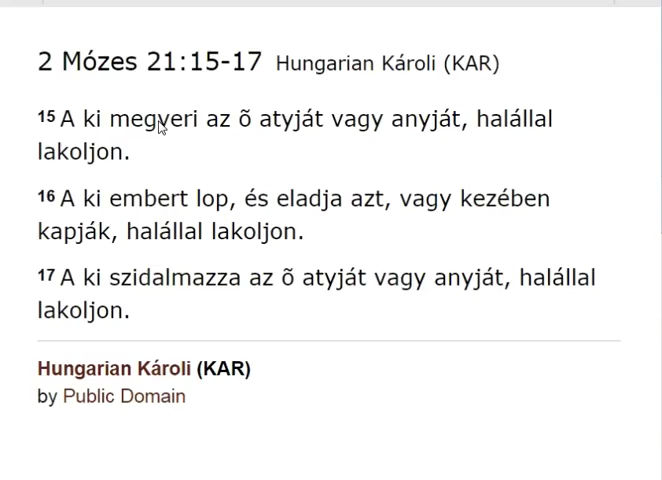 2 Mózes 21:15-17 Hungarian Károli (KAR)
15 A ki megveri az õ atyját vagy anyját, halállal
lakoljon.
16 A ki embert lop, és eladja azt, vagy kezében
kapják, halállal lakoljon.
17 A ki szidalmazza az õ atyját vagy anyját, halállal
lakoljon.
Hungarian Károli (KAR)
by Public Domain